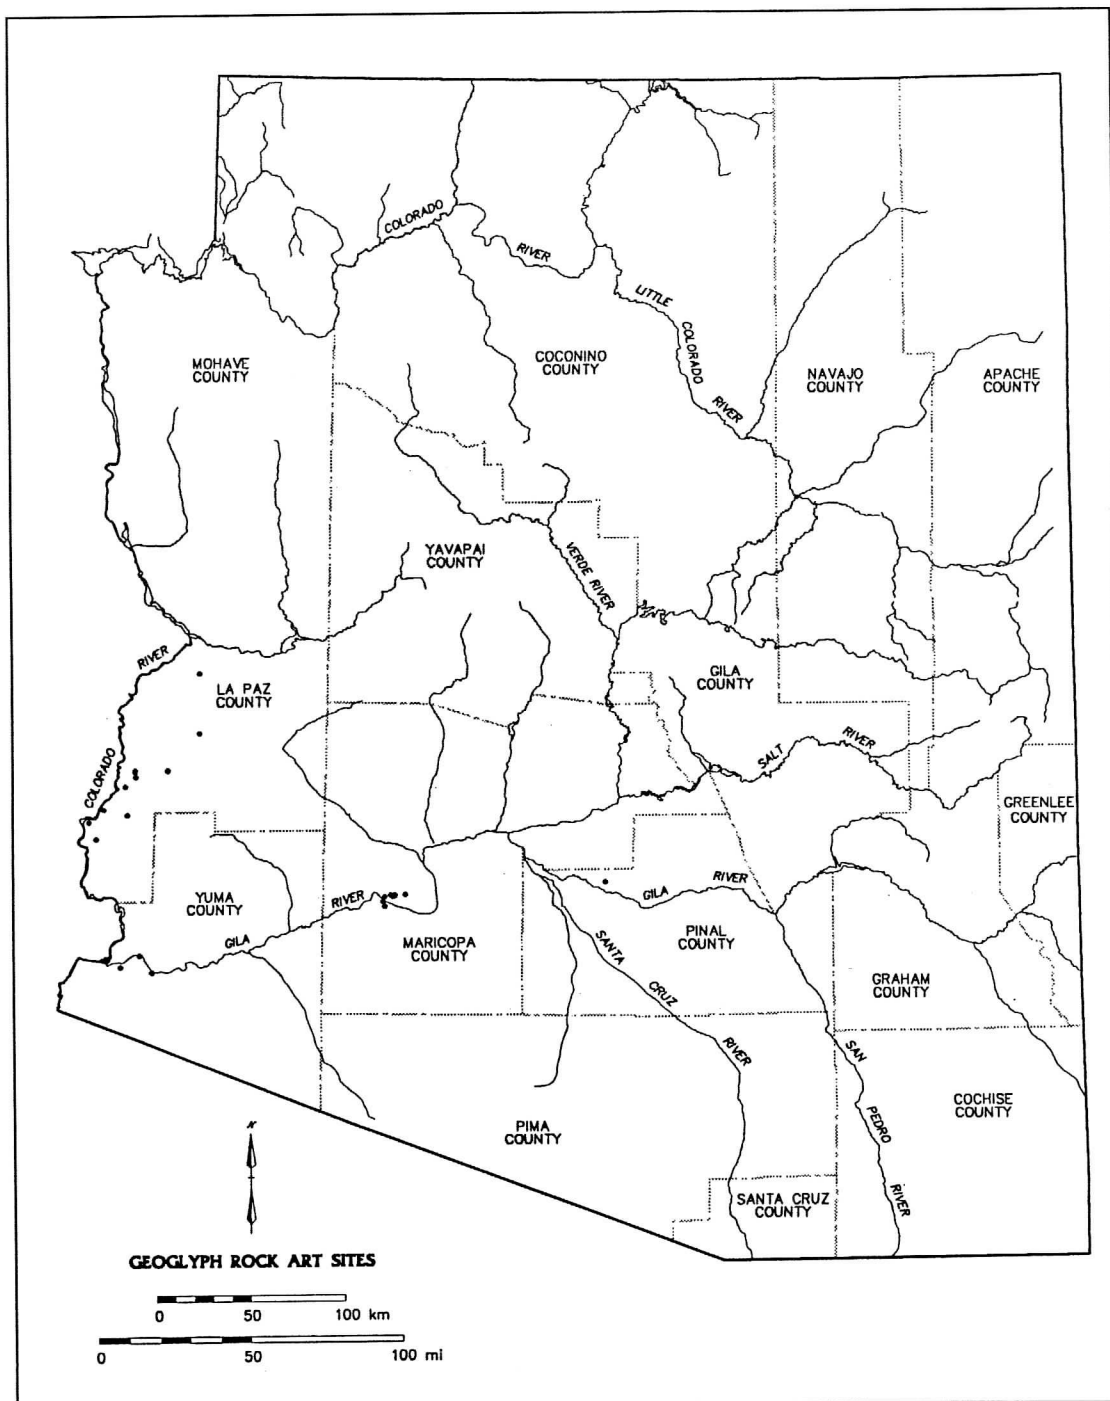 COLORADO
RIVER
LITTLE
COLORADO
RIVER
MOHAVE
COUNTY
COCONINO
COUNTY
NAVAJO
COUNTY
APACHE
COUNTY
YAVAPAI
COUNTY
VERDE RIVER
RIVER
COLORADO
LA PAZ
COUNTY
GILA
COUNTY
SALT
RIVER
GREENLEE
COUNTY
YUMA
COUNTY
GILA
RIVER
MARICOPA
COUNTY
GILA
RIVER
PINAL
COUNTY
SANTA
CRUZ
RIVER
GRAHAM
COUNTY
SAN
PEDRO
RIVER
COCHISE
COUNTY
PIMA
COUNTY
SANTA CRUZ
COUNTY
N
GEOGLYPH ROCK ART SITES
0 50 100 km
0 50 100 mi